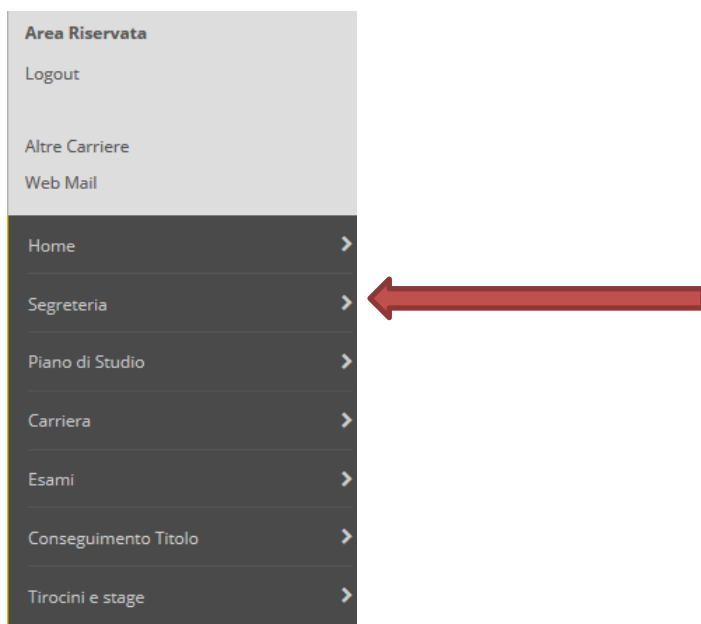 Area Riservata
Logout
Altre Carriere
Web Mail
Home
Segreteria
Piano di Studio
Carriera
Esami
Conseguimento Titolo
Tirocini e stage